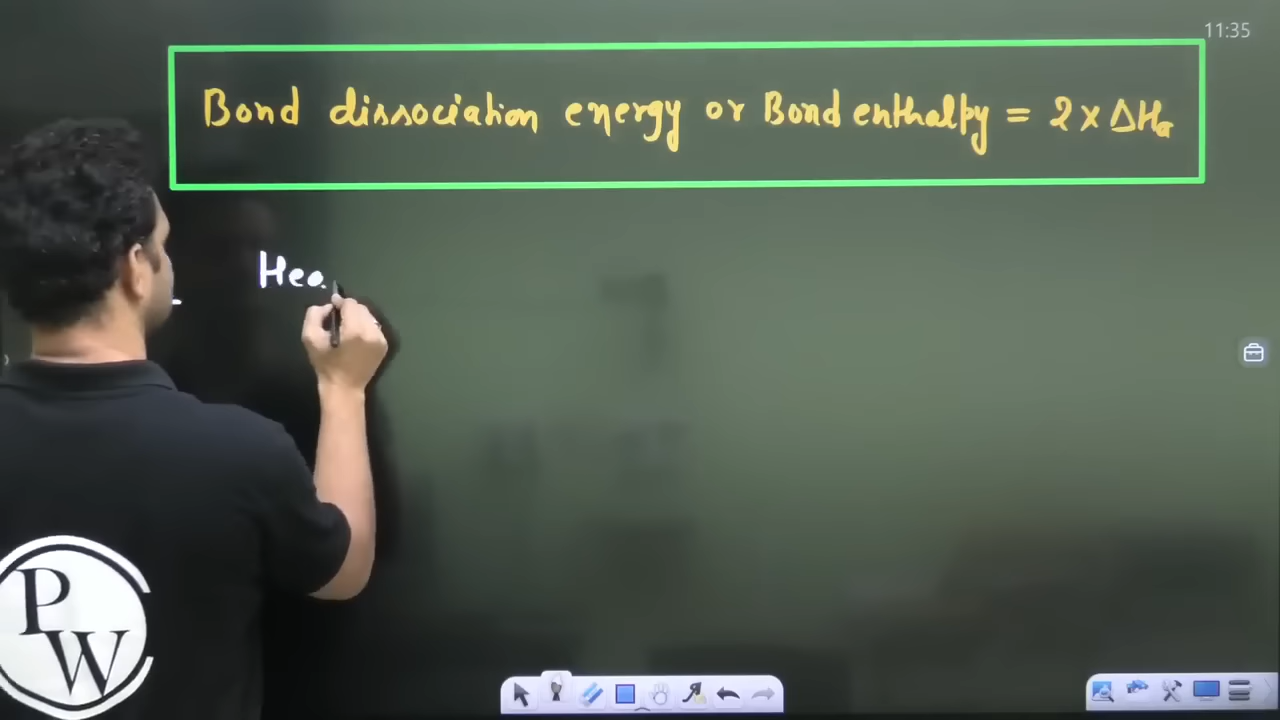 11:35
Bond dissociation energy or Bond enthalpy = 2 x ΔHa
Hea
PW